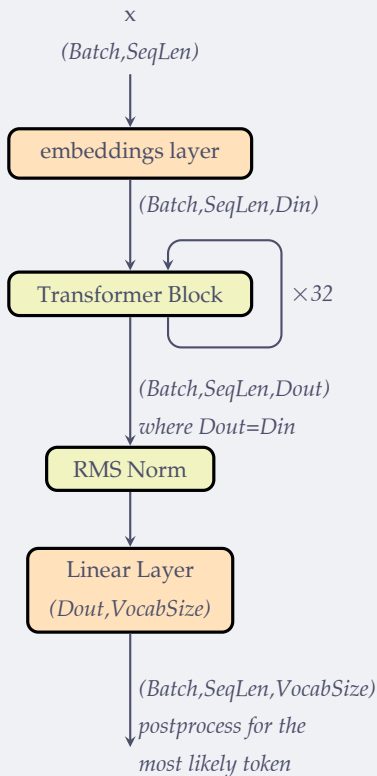 x
(Batch,SeqLen)
embeddings layer
(Batch,SeqLen,Din)
Transformer Block
×32
(Batch,SeqLen,Dout)
where Dout=Din
RMS Norm
Linear Layer
(Dout,VocabSize)
(Batch,SeqLen,VocabSize)
postprocess for the
most likely token